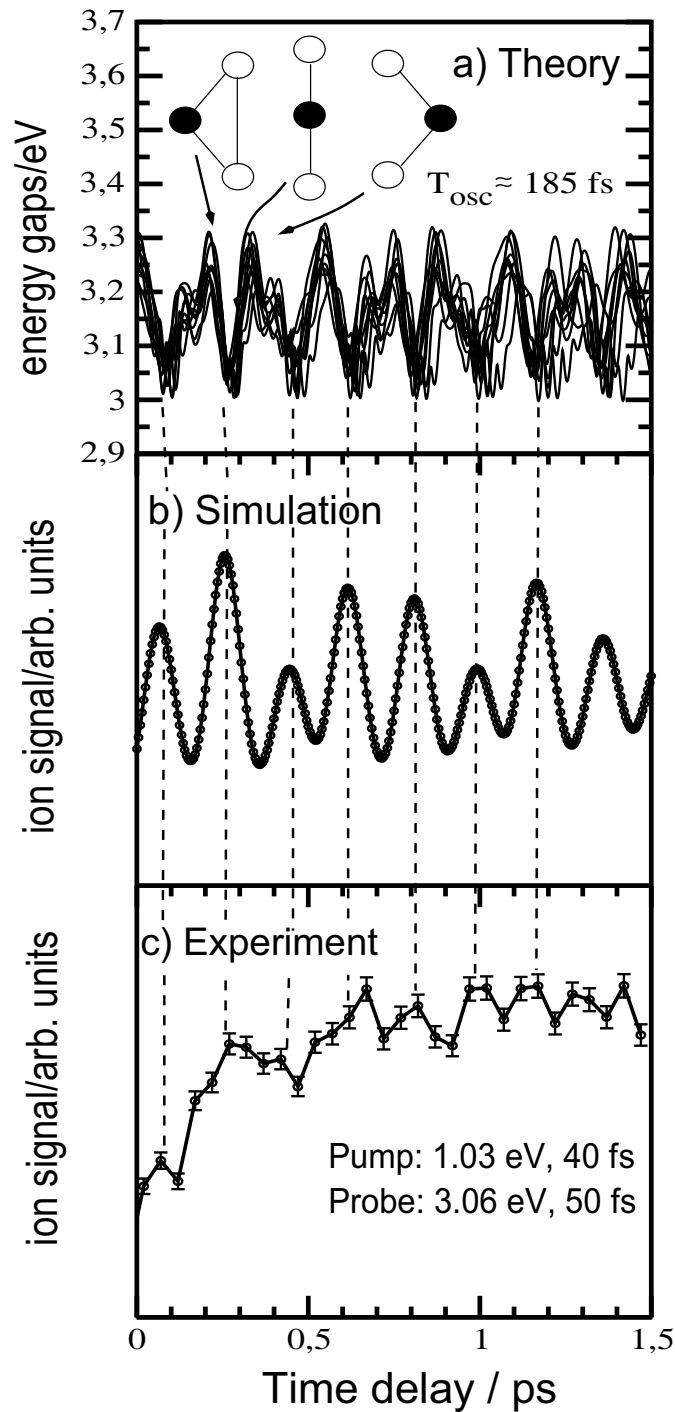 3,7
3,6
3,5
3,4
3,3
3,2
3,1
3
2,9
energy gaps/eV
a) Theory
Tosc≈ 185 fs
b) Simulation
ion signal/arb. units
c) Experiment
ion signal/arb. units
Pump: 1.03 eV, 40 fs
Probe: 3.06 eV, 50 fs
0 0,5 1 1,5
Time delay / ps